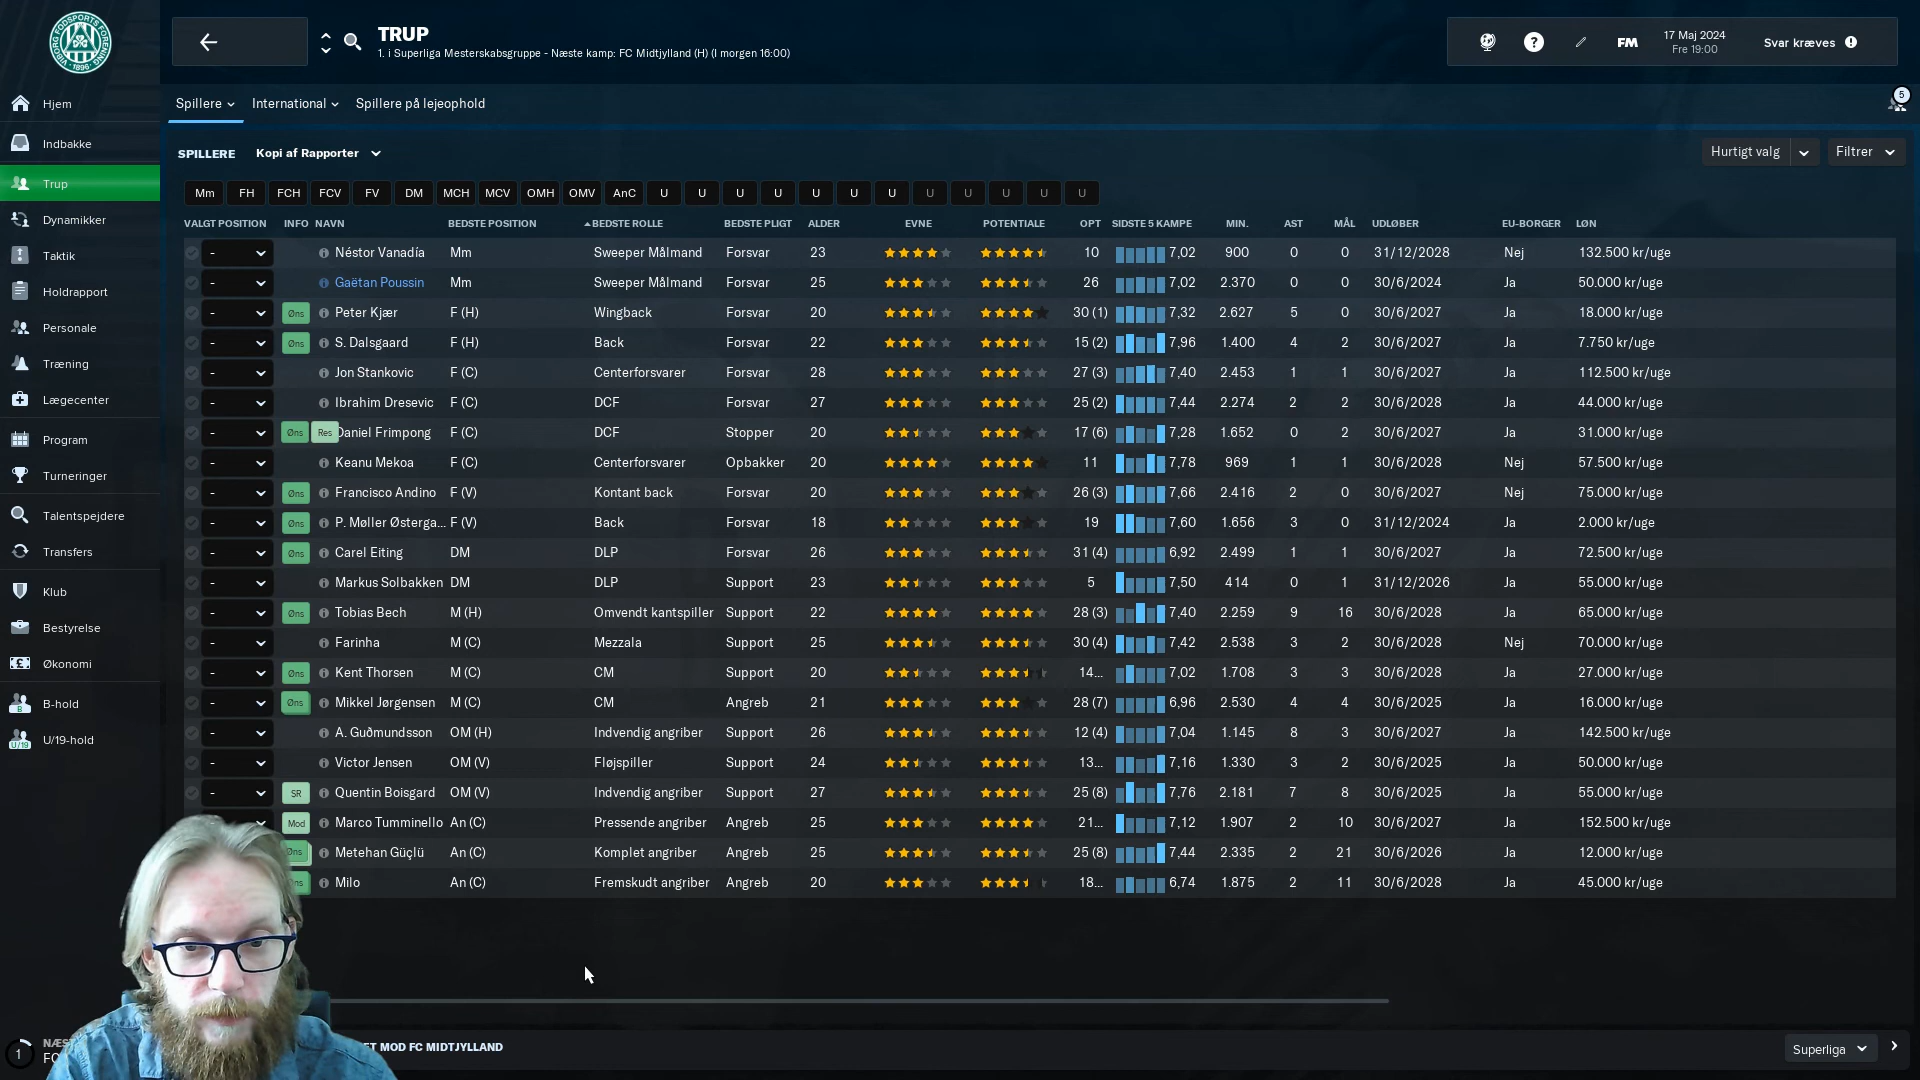 VIBORG FODSPORTS FORENING
1896
TRUP
1. i Superliga Mesterskabsgruppe - Næste kamp: FC Midtjylland (H) (I morgen 16:00)
FM
17 Maj 2024
Fre 19:00
Svar kræves
Hjem
Indbakke
Trup
Dynamikker
Taktik
Holdrapport
Personale
Træning
Lægecenter
Program
Turneringer
Talentspejdere
Transfers
Klub
Bestyrelse
Økonomi
B-hold
U/19-hold
Spillere International Spillere på lejeophold
5
SPILLERE Kopi af Rapporter
Hurtigt valg Filtrer
Mm FH FCH FCV FV DM MCH MCV OMH OMV AnC U U U U U U U U U U U U
VALGT POSITION INFO NAVN BEDSTE POSITION BEDSTE ROLLE BEDSTE PLIGT ALDER EVNE POTENTIALE OPT SIDSTE 5 KAMPE MIN. AST MÅL UDLØBER EU-BORGER LØN
- Néstor Vanadía Mm Sweeper Målmand Forsvar 23 10 7,02 900 0 0 31/12/2028 Nej 132.500 kr/uge
- Gaëtan Poussin Mm Sweeper Målmand Forsvar 25 26 7,02 2.370 0 0 30/6/2024 Ja 50.000 kr/uge
- Øns Peter Kjær F (H) Wingback Forsvar 20 30 (1) 7,32 2.627 5 0 30/6/2027 Ja 18.000 kr/uge
- Øns S. Dalsgaard F (H) Back Forsvar 22 15 (2) 7,96 1.400 4 2 30/6/2027 Ja 7.750 kr/uge
- Jon Stankovic F (C) Centerforsvarer Forsvar 28 27 (3) 7,40 2.453 1 1 30/6/2027 Ja 112.500 kr/uge
- Ibrahim Dresevic F (C) DCF Forsvar 27 25 (2) 7,44 2.274 2 2 30/6/2028 Ja 44.000 kr/uge
- Øns Res Daniel Frimpong F (C) DCF Stopper 20 17 (6) 7,28 1.652 0 2 30/6/2027 Ja 31.000 kr/uge
- Keanu Mekoa F (C) Centerforsvarer Opbakker 20 11 7,78 969 1 1 30/6/2028 Nej 57.500 kr/uge
- Øns Francisco Andino F (V) Kontant back Forsvar 20 26 (3) 7,66 2.416 2 0 30/6/2027 Nej 75.000 kr/uge
- Øns P. Møller Østerga... F (V) Back Forsvar 18 19 7,60 1.656 3 0 31/12/2024 Ja 2.000 kr/uge
- Øns Carel Eiting DM DLP Forsvar 26 31 (4) 6,92 2.499 1 1 30/6/2027 Ja 72.500 kr/uge
- Markus Solbakken DM DLP Support 23 5 7,50 414 0 1 31/12/2026 Ja 55.000 kr/uge
- Øns Tobias Bech M (H) Omvendt kantspiller Support 22 28 (3) 7,40 2.259 9 16 30/6/2028 Ja 65.000 kr/uge
- Farinha M (C) Mezzala Support 25 30 (4) 7,42 2.538 3 2 30/6/2028 Nej 70.000 kr/uge
- Øns Kent Thorsen M (C) CM Support 20 14... 7,02 1.708 3 3 30/6/2028 Ja 27.000 kr/uge
- Øns Mikkel Jørgensen M (C) CM Angreb 21 28 (7) 6,96 2.530 4 4 30/6/2025 Ja 16.000 kr/uge
- A. Guðmundsson OM (H) Indvendig angriber Support 26 12 (4) 7,04 1.145 8 3 30/6/2027 Ja 142.500 kr/uge
- Victor Jensen OM (V) Fløjspiller Support 24 13... 7,16 1.330 3 2 30/6/2025 Ja 50.000 kr/uge
- SR Quentin Boisgard OM (V) Indvendig angriber Support 27 25 (8) 7,76 2.181 7 8 30/6/2025 Ja 55.000 kr/uge
Mod Marco Tumminello An (C) Pressende angriber Angreb 25 21... 7,12 1.907 2 10 30/6/2027 Ja 152.500 kr/uge
Øns Metehan Güçlü An (C) Komplet angriber Angreb 25 25 (8) 7,44 2.335 2 21 30/6/2026 Ja 12.000 kr/uge
Milo An (C) Fremskudt angriber Angreb 20 18... 6,74 1.875 2 11 30/6/2028 Ja 45.000 kr/uge
1
MOD FC MIDTJYLLAND
Superliga